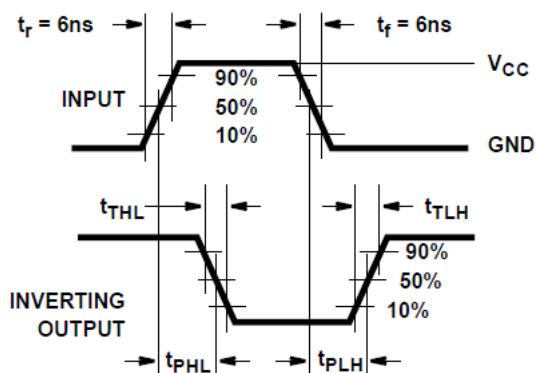 tr = 6ns
tf = 6ns
VCC
INPUT
90%
50%
10%
GND
tTHL
tTLH
90%
50%
10%
INVERTING
OUTPUT
tPHL
tPLH